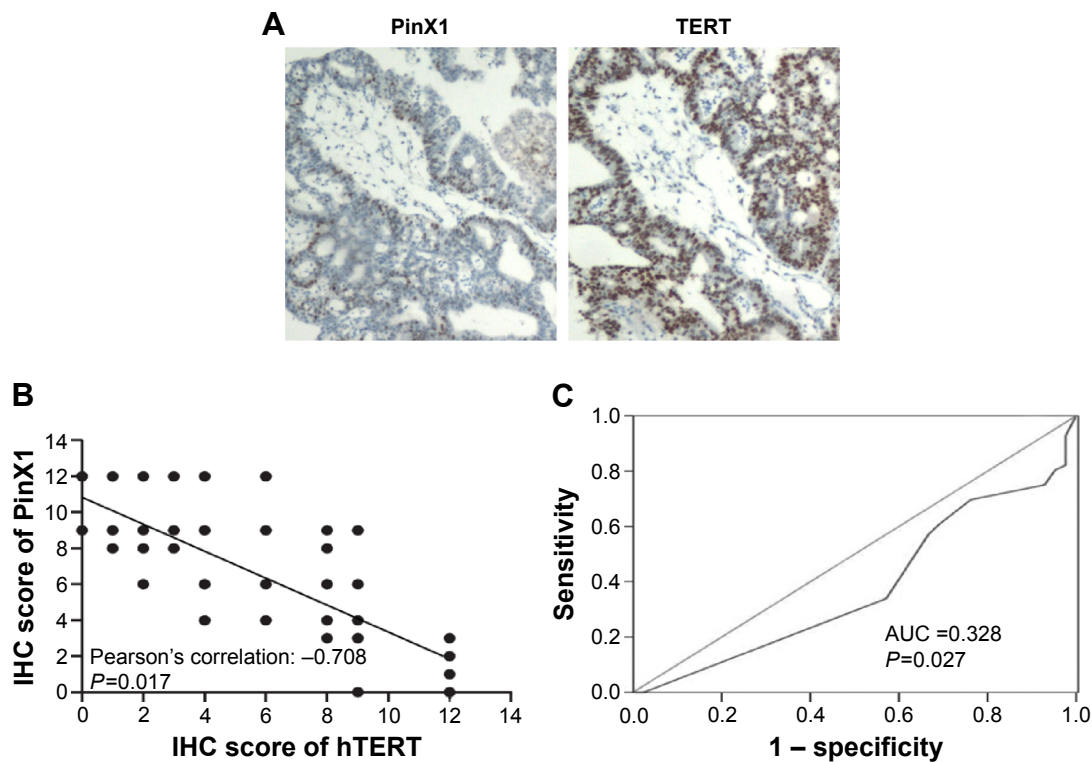 A
PinX1
TERT
B
IHC score of PinX1
14
12
10
8
6
4
2
0
Pearson's correlation: –0.708
P=0.017
0
2
4
6
8
10
12
14
IHC score of hTERT
C
Sensitivity
1.0
0.8
0.6
0.4
0.2
0.0
AUC =0.328
P=0.027
0.0
0.2
0.4
0.6
0.8
1.0
1 – specificity